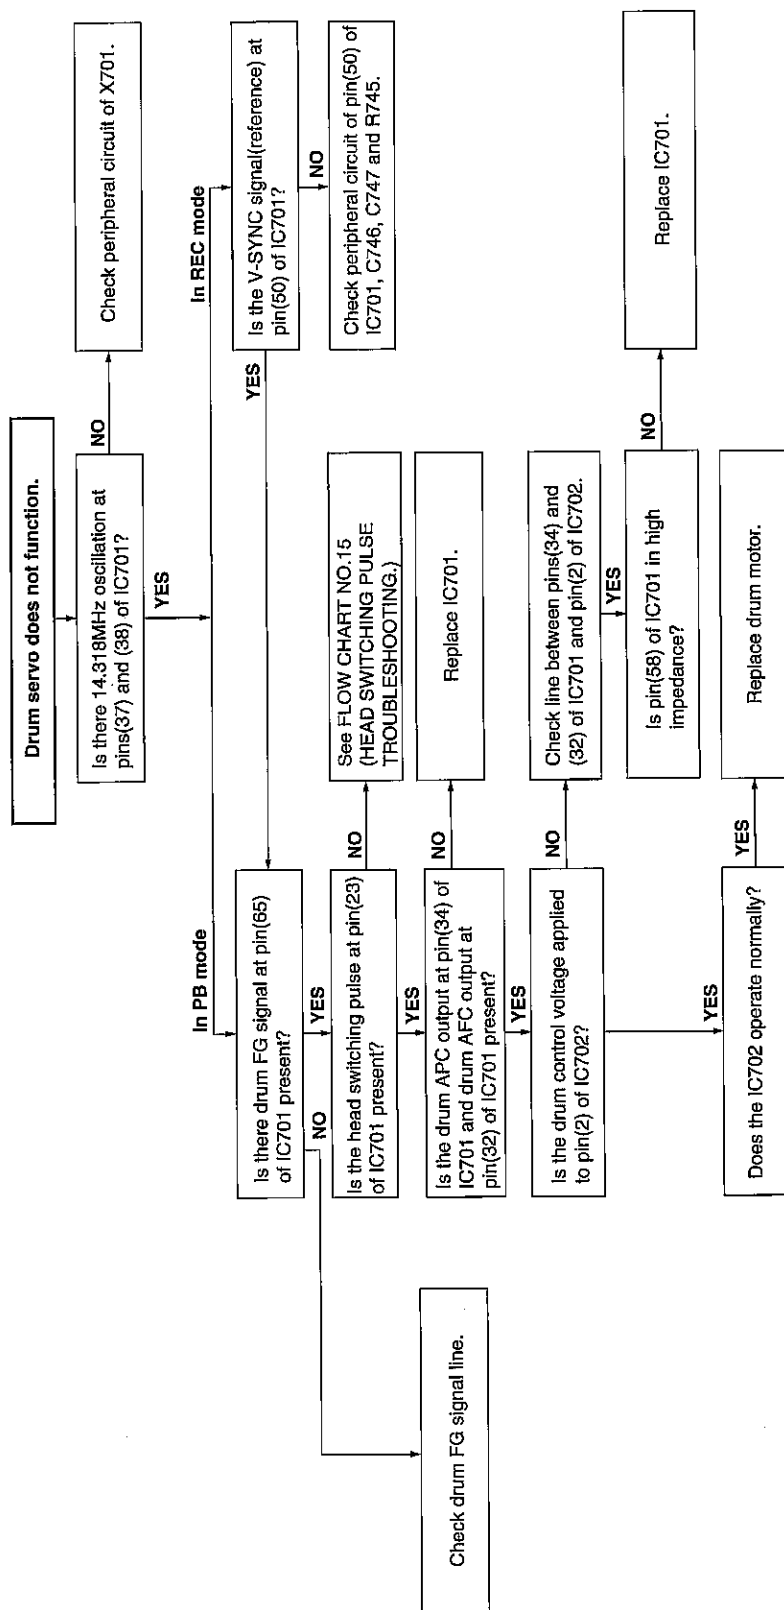 Drum servo does not function.
Is there 14.318MHz osciliation at
pins(37) and (38) of IC701?
NO
Check peripheral circuit of X701.
YES
In PB mode
In REC mode
Is there drum FG signal at pin(65)
of IC701 present?
YES
Is the V-SYNC signal(reference) at
pin(50) of IC701?
NO
Check peripheral circuit of pin(50) of
IC701, C746, C747 and R745.
NO
Check drum FG signal line.
YES
Is the head switching pulse at pin(23)
of IC701 present?
NO
See FLOW CHART NO.15
(HEAD SWITCHING PULSE
TROUBLESHOOTING.)
YES
Is the drum APC output at pin(34) of
IC701 and drum AFC output at
pin(32) of IC701 present?
NO
Replace IC701.
YES
Is the drum control voltage applied
to pin(2) of IC702?
NO
Check line between pins(34) and
(32) of IC701 and pin(2) of IC702.
YES
Is pin(58) of IC701 in high
impedance?
NO
Replace IC701.
YES
Does the IC702 operate normally?
YES
Replace drum motor.